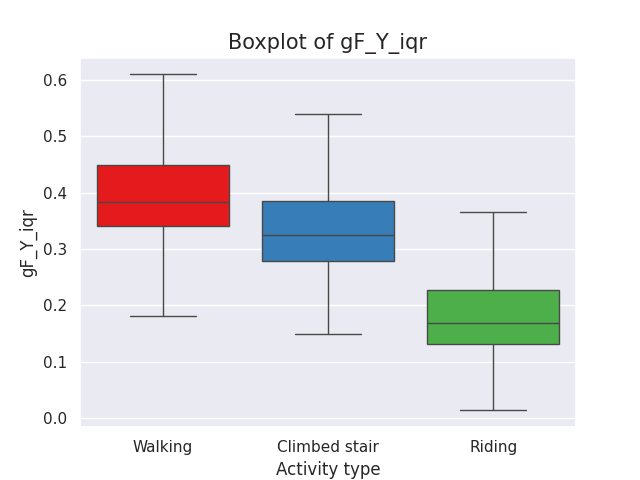 Boxplot of gF_Y_iqr
gF_Y_iqr
0.6
0.5
0.4
0.3
0.2
0.1
0.0
Walking
Climbed stair
Riding
Activity type